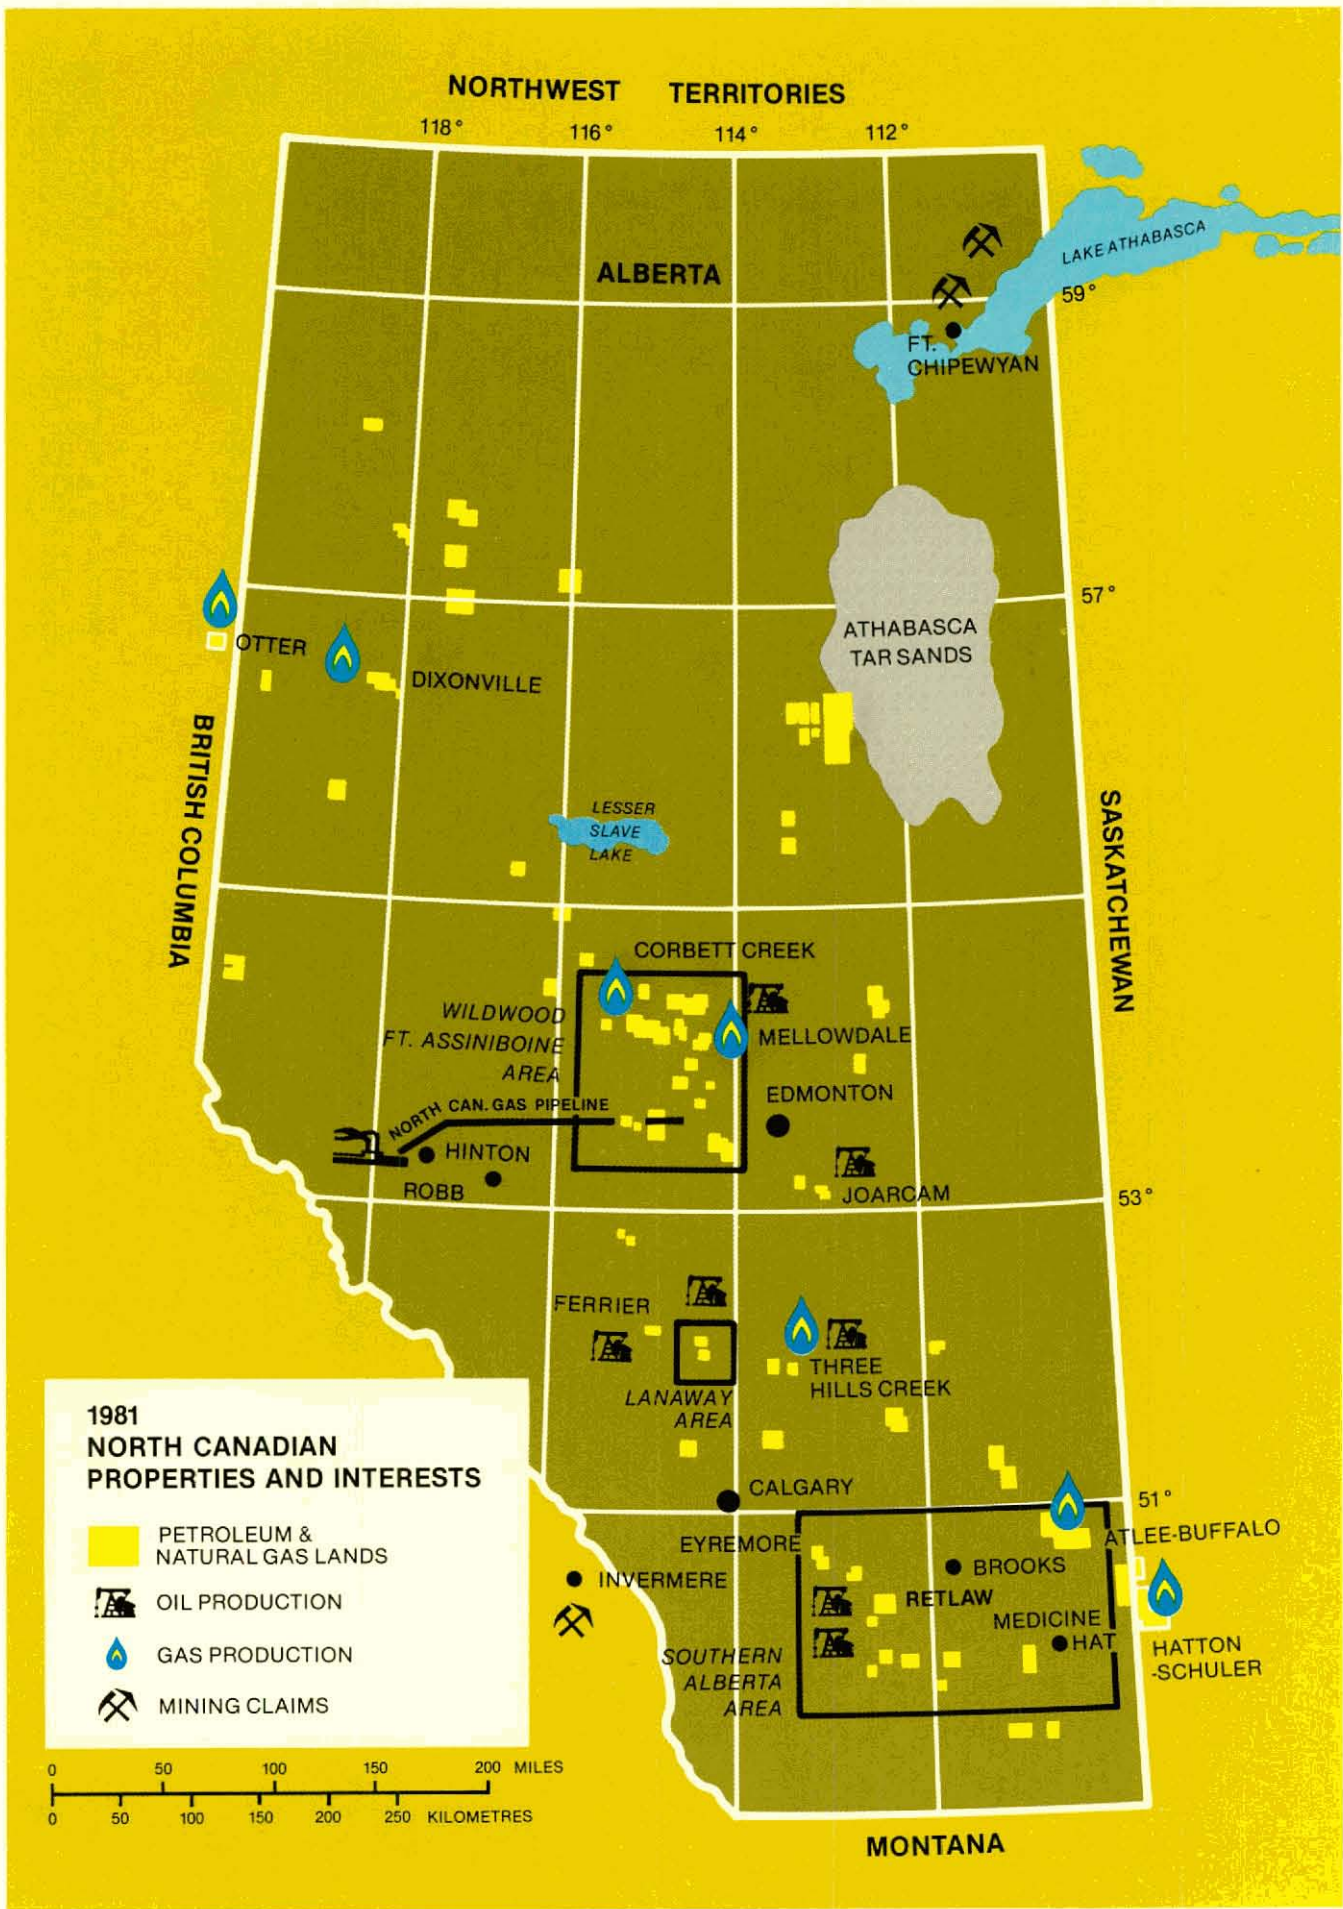 NORTHWEST TERRITORIES
118° 116° 114° 112°
ALBERTA
LAKE ATHABASCA
59°
FT.
CHIPEWYAN
57°
ATHABASCA
TAR SANDS
OTTER
DIXONVILLE
BRITISH COLUMBIA
SASKATCHEWAN
LESSER
SLAVE
LAKE
CORBETT CREEK
WILDWOOD
FT. ASSINIBOINE
AREA
MELLOWDALE
EDMONTON
NORTH CAN. GAS PIPELINE
HINTON
ROBB
JOARCAM
53°
FERRIER
THREE
HILLS CREEK
LANAWAY
AREA
CALGARY
51°
EYREMORE
ATLEE-BUFFALO
BROOKS
INVERMERE
RETLAW
MEDICINE
HAT
HATTON
-SCHULER
SOUTHERN
ALBERTA
AREA
1981
NORTH CANADIAN
PROPERTIES AND INTERESTS
PETROLEUM &
NATURAL GAS LANDS
OIL PRODUCTION
GAS PRODUCTION
MINING CLAIMS
0 50 100 150 200 MILES
0 50 100 150 200 250 KILOMETRES
MONTANA